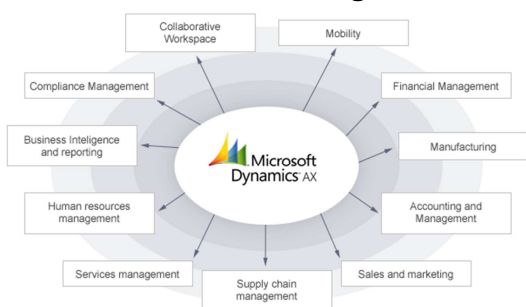 Collaborative
Workspace
Mobility
Compliance Management
Financial Management
Business Inteligence
and reporting
Microsoft
Dynamics AX
Manufacturing
Human resources
management
Accounting and
Management
Services management
Supply chain
management
Sales and marketing